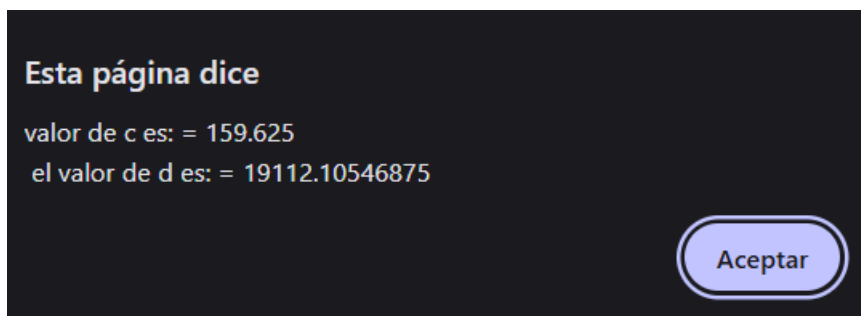 Esta página dice
valor de c es: = 159.625
el valor de d es: = 19112.10546875
Aceptar